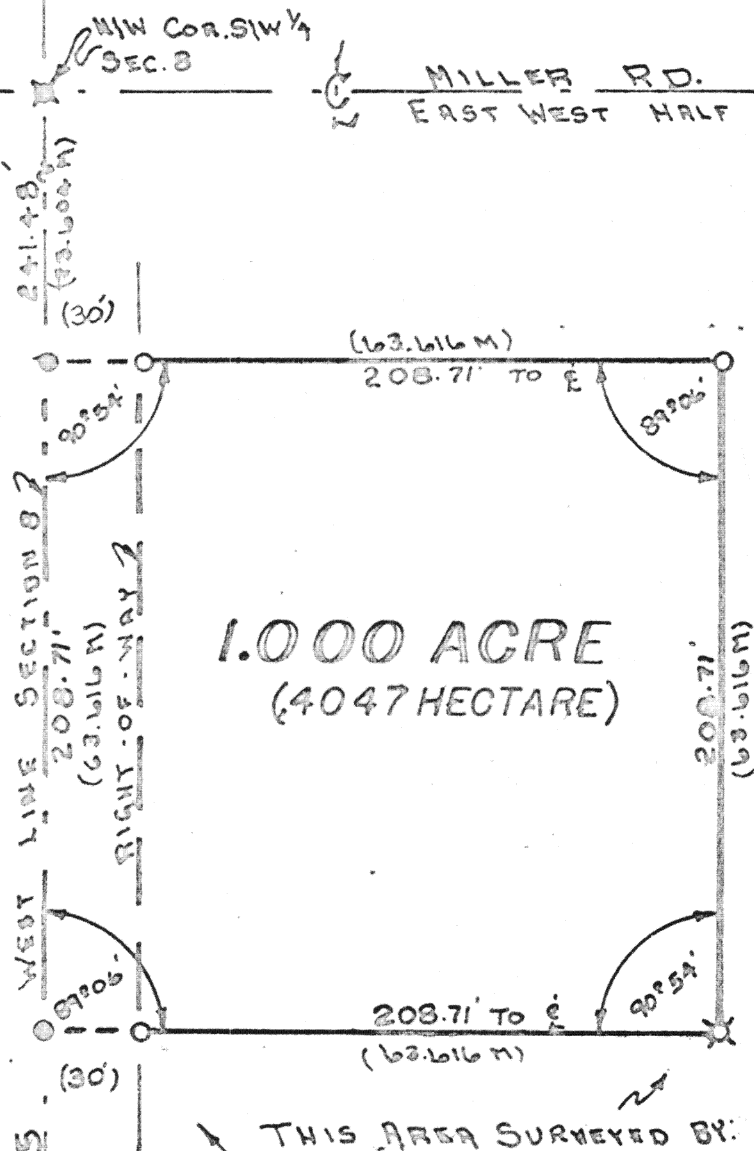 N/W COR. S/W ¼
SEC. 8
℄ MILLER RD.
EAST WEST HALF
241.48'
(30')
(63.616 M)
208.71' TO ℄
90°54'
89°06'
WEST LINE SECTION 8
208.71'
(63.616 M)
RIGHT-OF-WAY
1.000 ACRE
(.4047 HECTARE)
208.71'
(63.616 M)
89°06'
90°54'
208.71' TO ℄
(63.616 M)
(30')
THIS AREA SURVEYED BY: